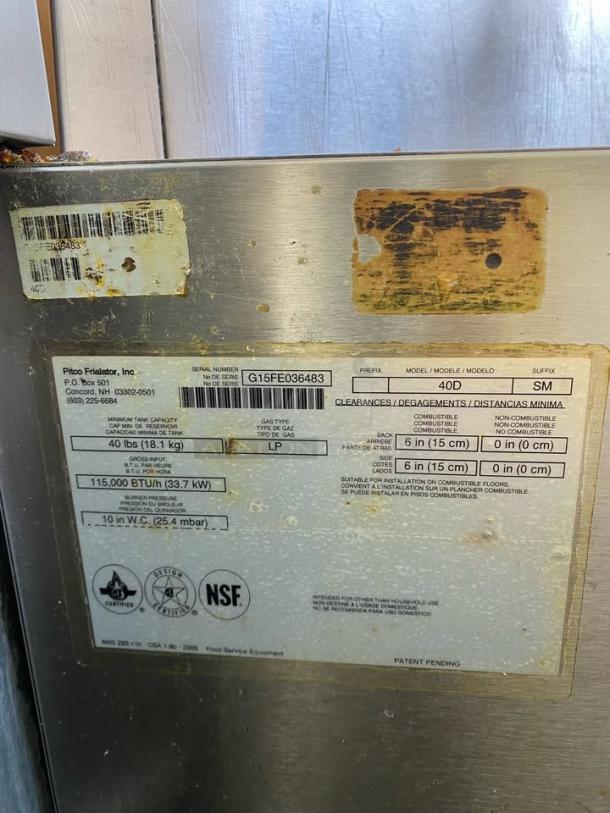 G15FE036483
40D
Pitco Frialator, Inc.
P.O. Box 501
Concord, NH 03302-0501
(603) 225-6684
SERIAL NUMBER
No DE SERIE
No DE SERIE
G15FE036483
PREFIX
MODEL / MODELE / MODELO
SUFFIX
40D
SM
CLEARANCES / DEGAGEMENTS / DISTANCIAS MINIMA
COMBUSTIBLE
COMBUSTIBLE
COMBUSTIBLE
NON-COMBUSTIBLE
NON-COMBUSTIBLE
NO COMBUSTIBLE
BACK
ARRIERE
PARTE DE ATRAS
6 in (15 cm)
0 in (0 cm)
SIDE
COTES
LADOS
6 in (15 cm)
0 in (0 cm)
SUITABLE FOR INSTALLATION ON COMBUSTIBLE FLOORS.
CONVIENT A L'INSTALLATION SUR UN PLANCHER COMBUSTIBLE
SE PUEDE INSTALAR EN PISOS COMBUSTIBLES.
MINIMUM TANK CAPACITY
CAP MIN. DE RESERVOIR
CAPACIDAD MINIMA DE TANK
40 lbs (18.1 kg)
GAS TYPE
TYPE DE GAZ
TIPO DE GAS
LP
GROSS INPUT
B.T.U. PAR HEURE
B.T.U. POR HORA
115,000 BTU/h (33.7 kW)
BURNER PRESSURE
PRESSION DU BRULEUR
PRESION DEL QUEMADOR
10 in W.C. (25.4 mbar)
CERTIFIED
DESIGN
CERTIFIED
NSF.
INTENDED FOR OTHER THAN HOUSEHOLD USE
NON DESTINE A L'USAGE DOMESTIQUE
NO SE RECOMIENDA PARA USO DOMESTICO
ANS Z83.11b CSA 1.8b - 2009 Food Service Equipment
PATENT PENDING